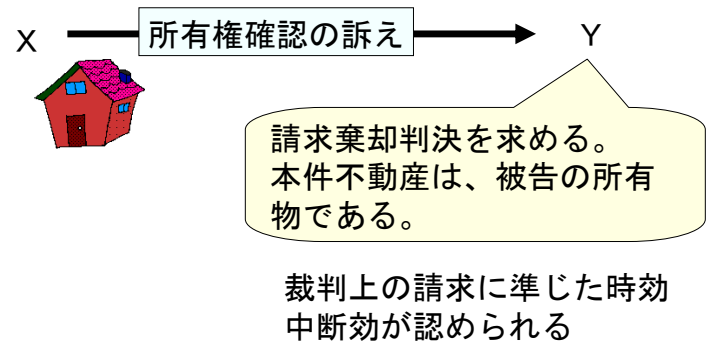 X 所有権確認の訴え Y
請求棄却判決を求める。
本件不動産は、被告の所有
物である。
裁判上の請求に準じた時効
中断効が認められる